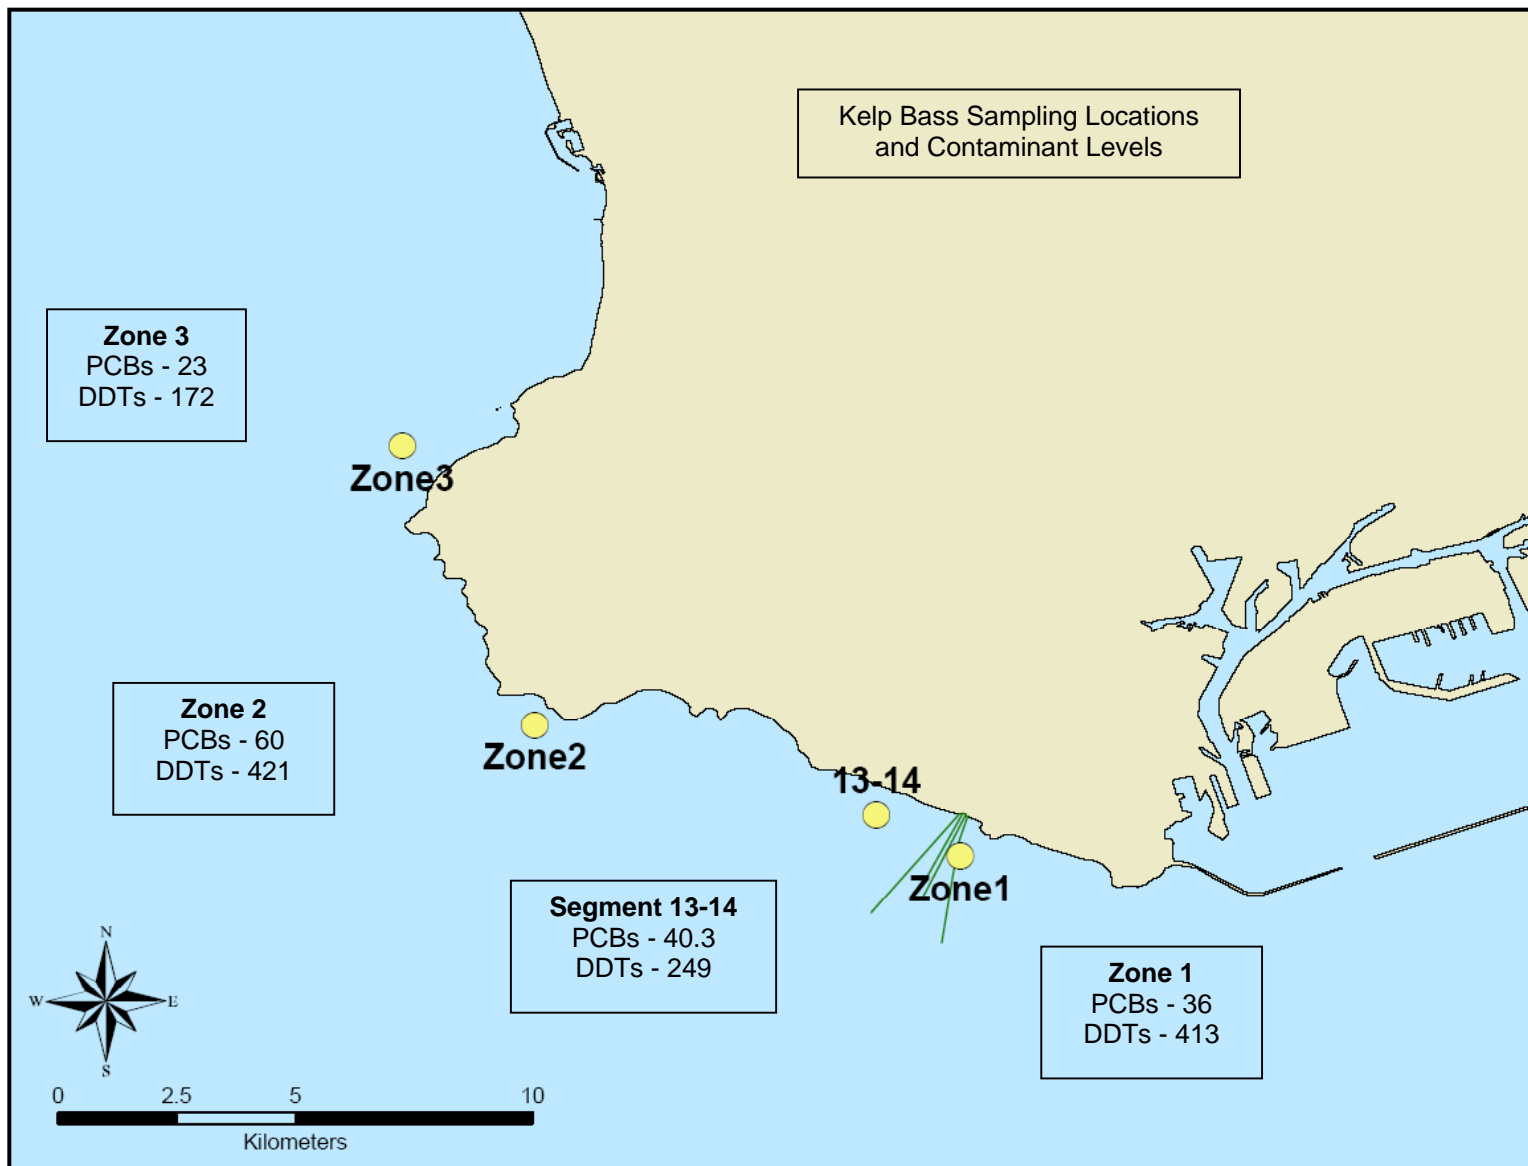 Kelp Bass Sampling Locations
and Contaminant Levels
Zone 3
PCBs - 23
DDTs - 172
Zone3
Zone 2
PCBs - 60
DDTs - 421
Zone2
13-14
Zone1
Segment 13-14
PCBs - 40.3
DDTs - 249
Zone 1
PCBs - 36
DDTs - 413
N
W
E
S
0 2.5 5 10
Kilometers